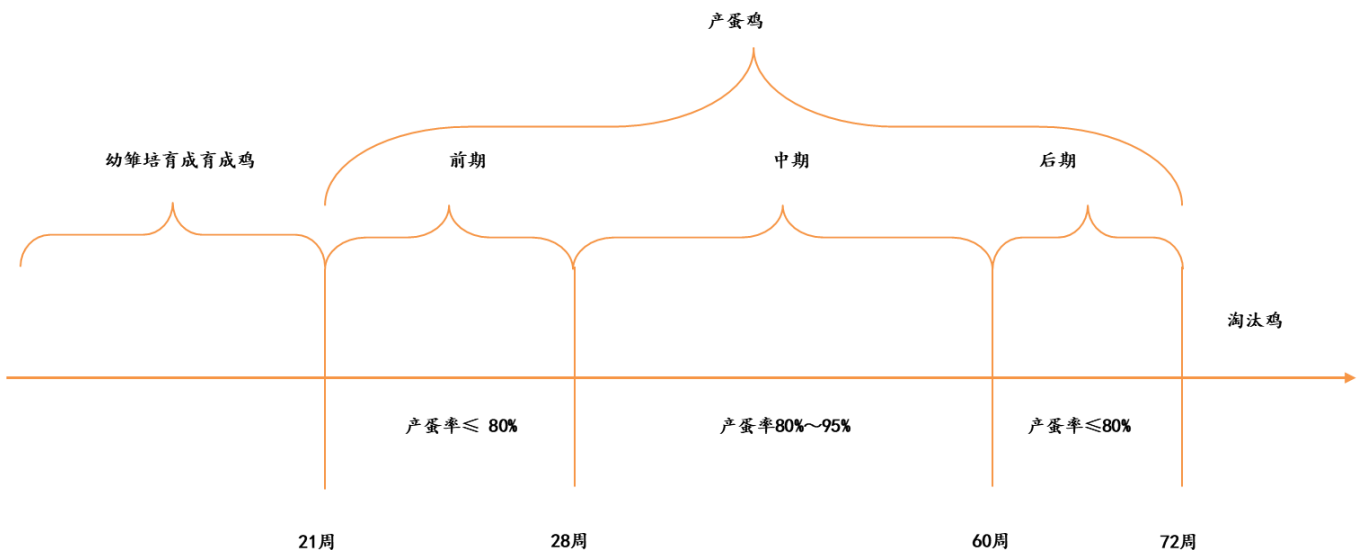 产蛋鸡
幼雏培育成育成鸡
前期
中期
后期
淘汰鸡
产蛋率≤ 80%
产蛋率80%～95%
产蛋率≤80%
21周
28周
60周
72周